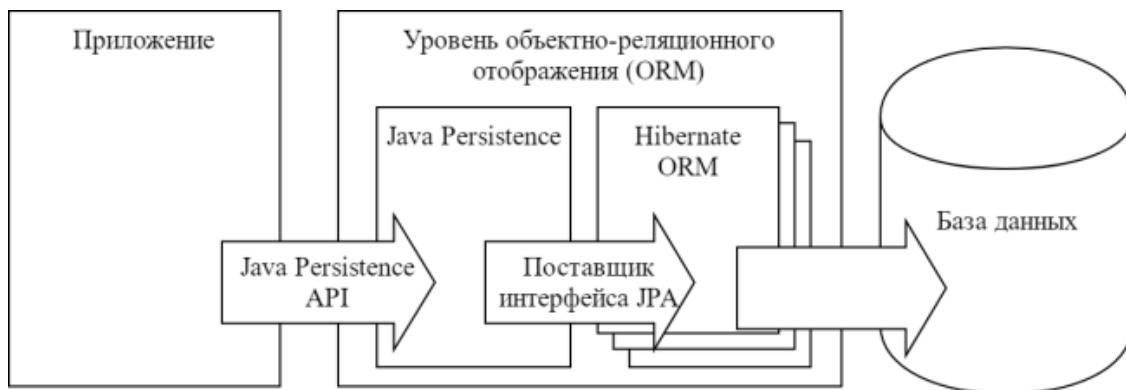 Приложение
Уровень объектно-реляционного
отображения (ORM)
Java Persistence
Hibernate
ORM
База данных
Java Persistence
API
Поставщик
интерфейса JPA